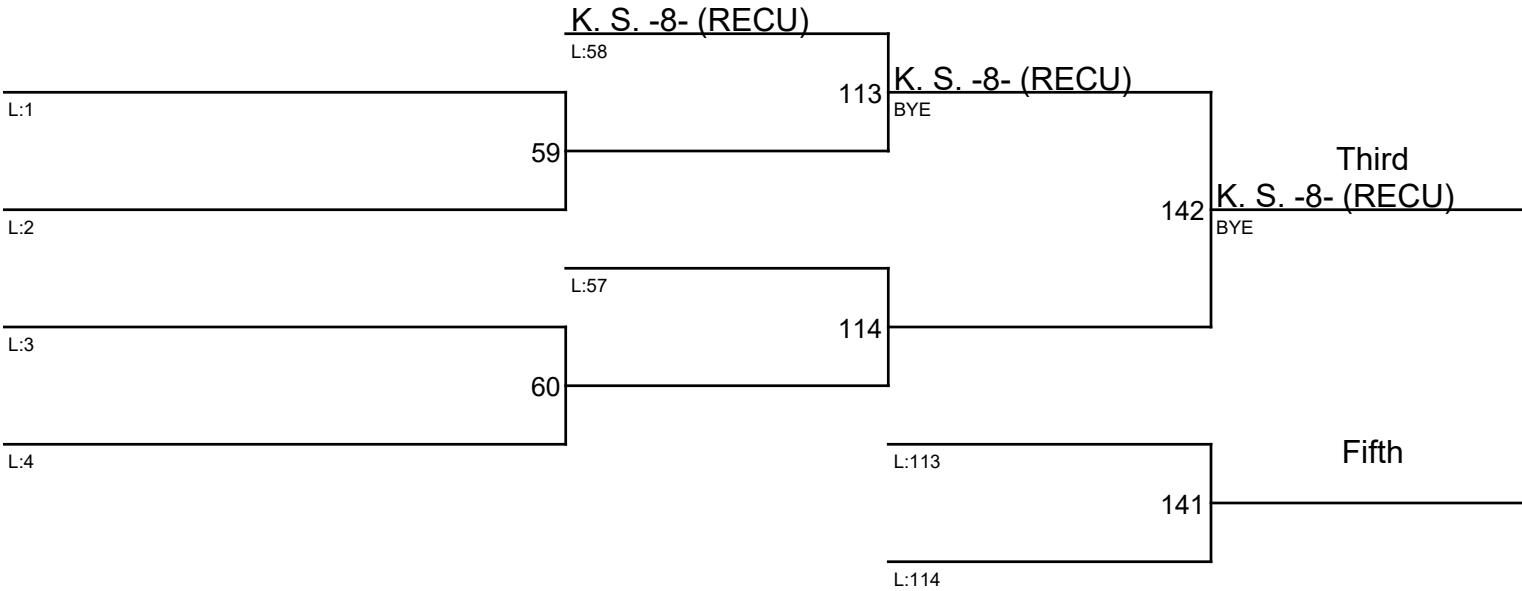 K. S. -8- (RECU)
L:58
K. S. -8- (RECU)
113
BYE
L:1
59
Third
K. S. -8- (RECU)
142
BYE
L:2
L:57
114
L:3
60
L:4
L:113
Fifth
141
L:114